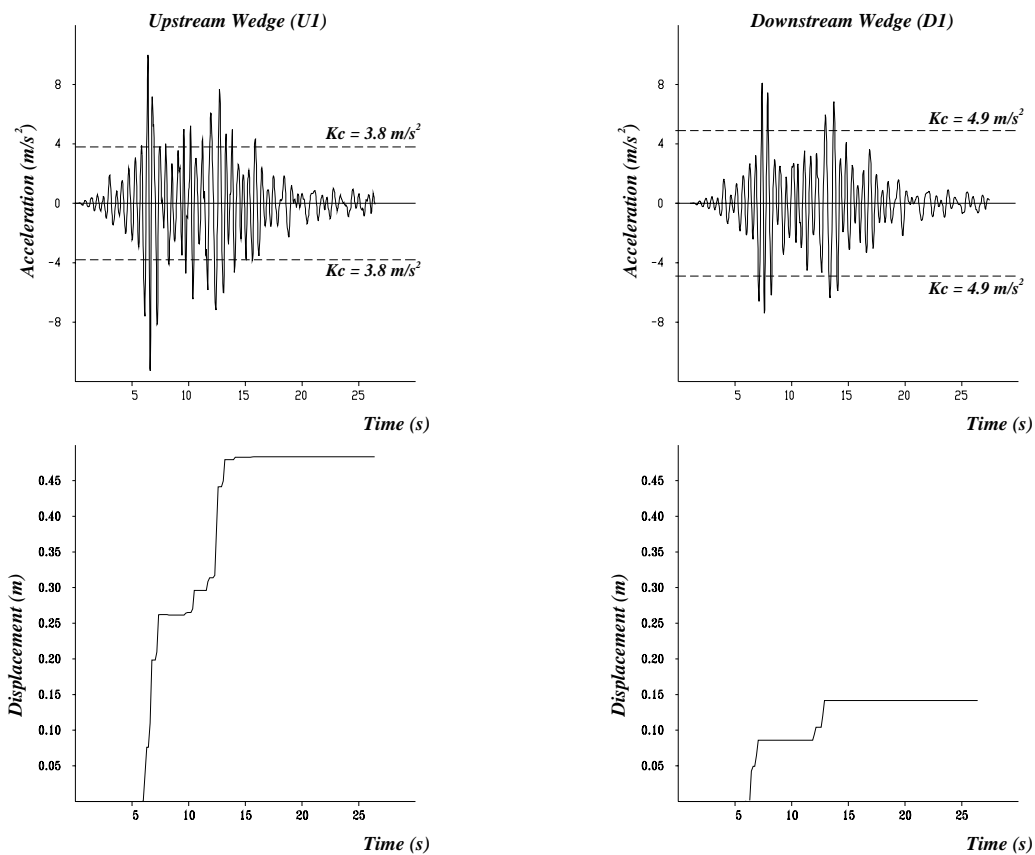 Upstream Wedge (U1)
Acceleration (m/s²)
8
4
0
-4
-8
Kc = 3.8 m/s²
Kc = 3.8 m/s²
5 10 15 20 25
Time (s)
Downstream Wedge (D1)
Acceleration (m/s²)
8
4
0
-4
-8
Kc = 4.9 m/s²
Kc = 4.9 m/s²
5 10 15 20 25
Time (s)
Displacement (m)
0.45
0.40
0.35
0.30
0.25
0.20
0.15
0.10
0.05
5 10 15 20 25
Time (s)
Displacement (m)
0.45
0.40
0.35
0.30
0.25
0.20
0.15
0.10
0.05
5 10 15 20 25
Time (s)